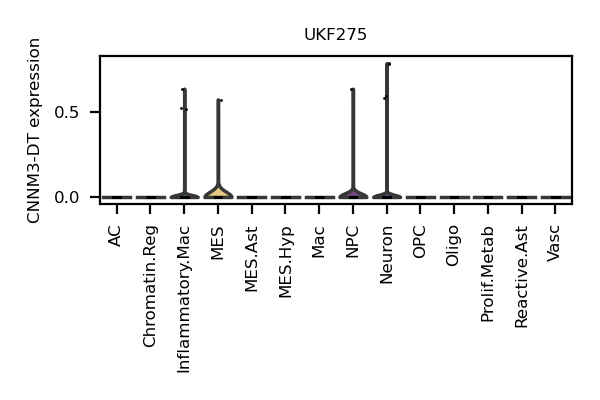 UKF275
CNNM3-DT expression
0.5
0.0
AC
Chromatin.Reg
Inflammatory.Mac
MES
MES.Ast
MES.Hyp
Mac
NPC
Neuron
OPC
Oligo
Prolif.Metab
Reactive.Ast
Vasc